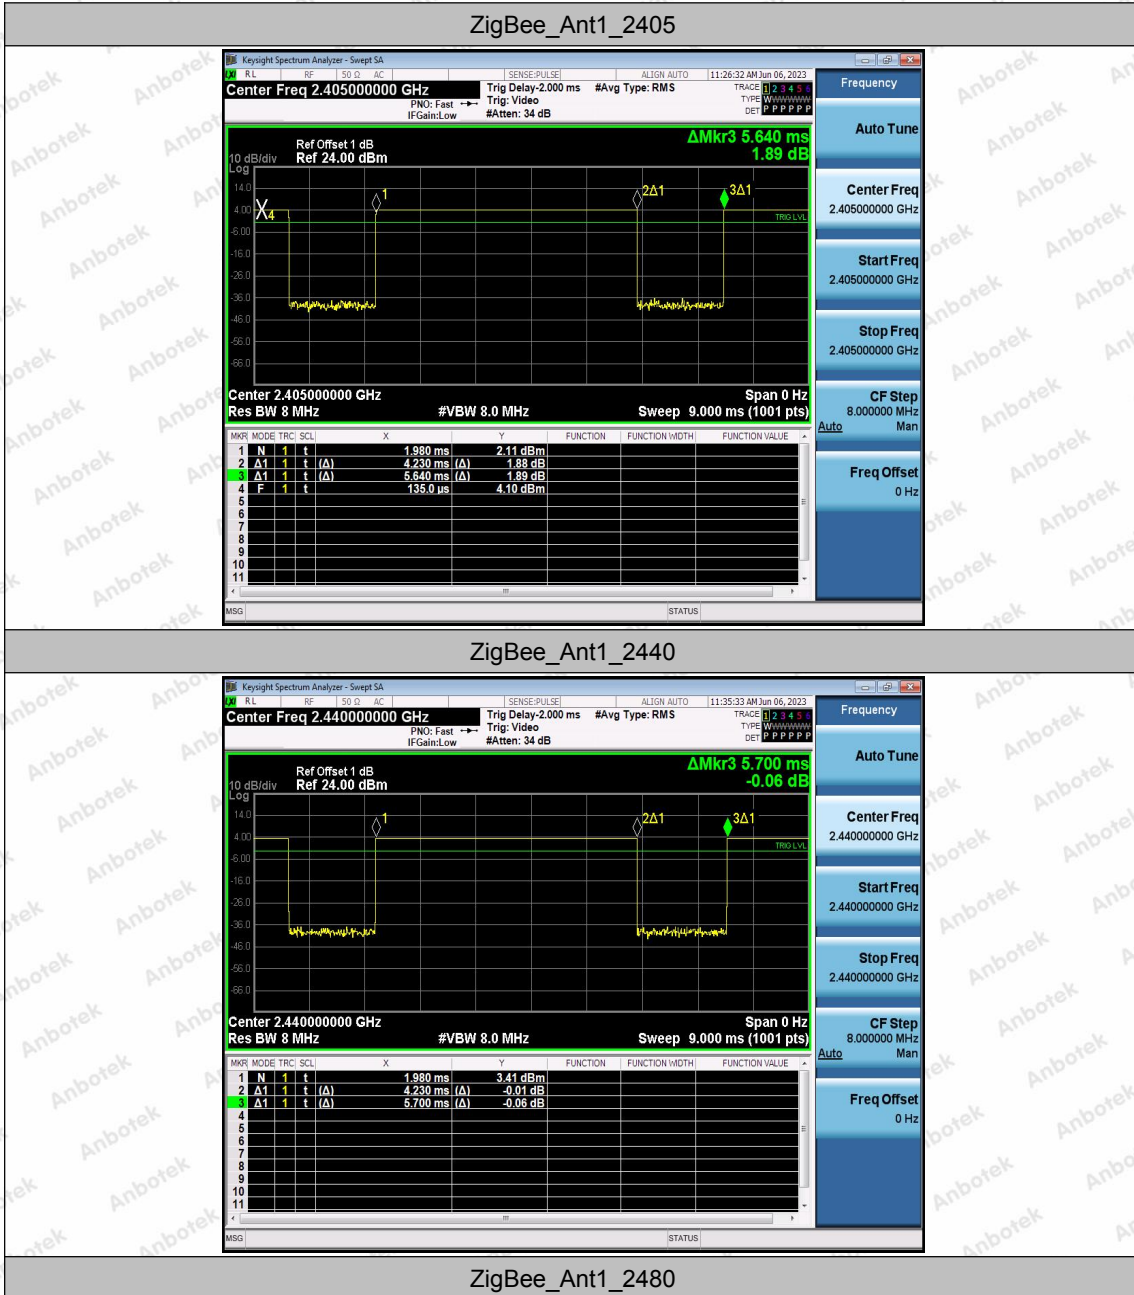 ZigBee_Ant1_2405
Keysight Spectrum Analyzer - Swept SA
LXI RL RF 50 Ω AC SENSE:PULSE ALIGN AUTO 11:26:32 AM Jun 06, 2023
Center Freq 2.405000000 GHz Trig Delay-2.000 ms #Avg Type: RMS TRACE 1 2 3 4 5 6
PNO: Fast Trig: Video TYPE WWWWWW
IFGain:Low #Atten: 34 dB DET P P P P P P
ΔMkr3 5.640 ms
1.89 dB
Ref Offset 1 dB
10 dB/div Ref 24.00 dBm
Log
14.0
4.00
-6.00
-16.0
-26.0
-36.0
-46.0
-56.0
-66.0
1
2Δ1
3Δ1
4
TRIG LVL
Center 2.405000000 GHz Span 0 Hz
Res BW 8 MHz #VBW 8.0 MHz Sweep 9.000 ms (1001 pts)
MKR MODE TRC SCL X Y FUNCTION FUNCTION WIDTH FUNCTION VALUE
1 N 1 t 1.980 ms 2.11 dBm
2 Δ1 1 t (Δ) 4.230 ms (Δ) 1.88 dB
3 Δ1 1 t (Δ) 5.640 ms (Δ) 1.89 dB
4 F 1 t 135.0 µs 4.10 dBm
5
6
7
8
9
10
11
MSG STATUS
Frequency
Auto Tune
Center Freq
2.405000000 GHz
Start Freq
2.405000000 GHz
Stop Freq
2.405000000 GHz
CF Step
8.000000 MHz
Auto Man
Freq Offset
0 Hz
ZigBee_Ant1_2440
Keysight Spectrum Analyzer - Swept SA
LXI RL RF 50 Ω AC SENSE:PULSE ALIGN AUTO 11:35:33 AM Jun 06, 2023
Center Freq 2.440000000 GHz Trig Delay-2.000 ms #Avg Type: RMS TRACE 1 2 3 4 5 6
PNO: Fast Trig: Video TYPE WWWWWW
IFGain:Low #Atten: 34 dB DET P P P P P P
ΔMkr3 5.700 ms
-0.06 dB
Ref Offset 1 dB
10 dB/div Ref 24.00 dBm
Log
14.0
4.00
-6.00
-16.0
-26.0
-36.0
-46.0
-56.0
-66.0
1
2Δ1
3Δ1
TRIG LVL
Center 2.440000000 GHz Span 0 Hz
Res BW 8 MHz #VBW 8.0 MHz Sweep 9.000 ms (1001 pts)
MKR MODE TRC SCL X Y FUNCTION FUNCTION WIDTH FUNCTION VALUE
1 N 1 t 1.980 ms 3.41 dBm
2 Δ1 1 t (Δ) 4.230 ms (Δ) -0.01 dB
3 Δ1 1 t (Δ) 5.700 ms (Δ) -0.06 dB
4
5
6
7
8
9
10
11
MSG STATUS
Frequency
Auto Tune
Center Freq
2.440000000 GHz
Start Freq
2.440000000 GHz
Stop Freq
2.440000000 GHz
CF Step
8.000000 MHz
Auto Man
Freq Offset
0 Hz
ZigBee_Ant1_2480
Anbotek